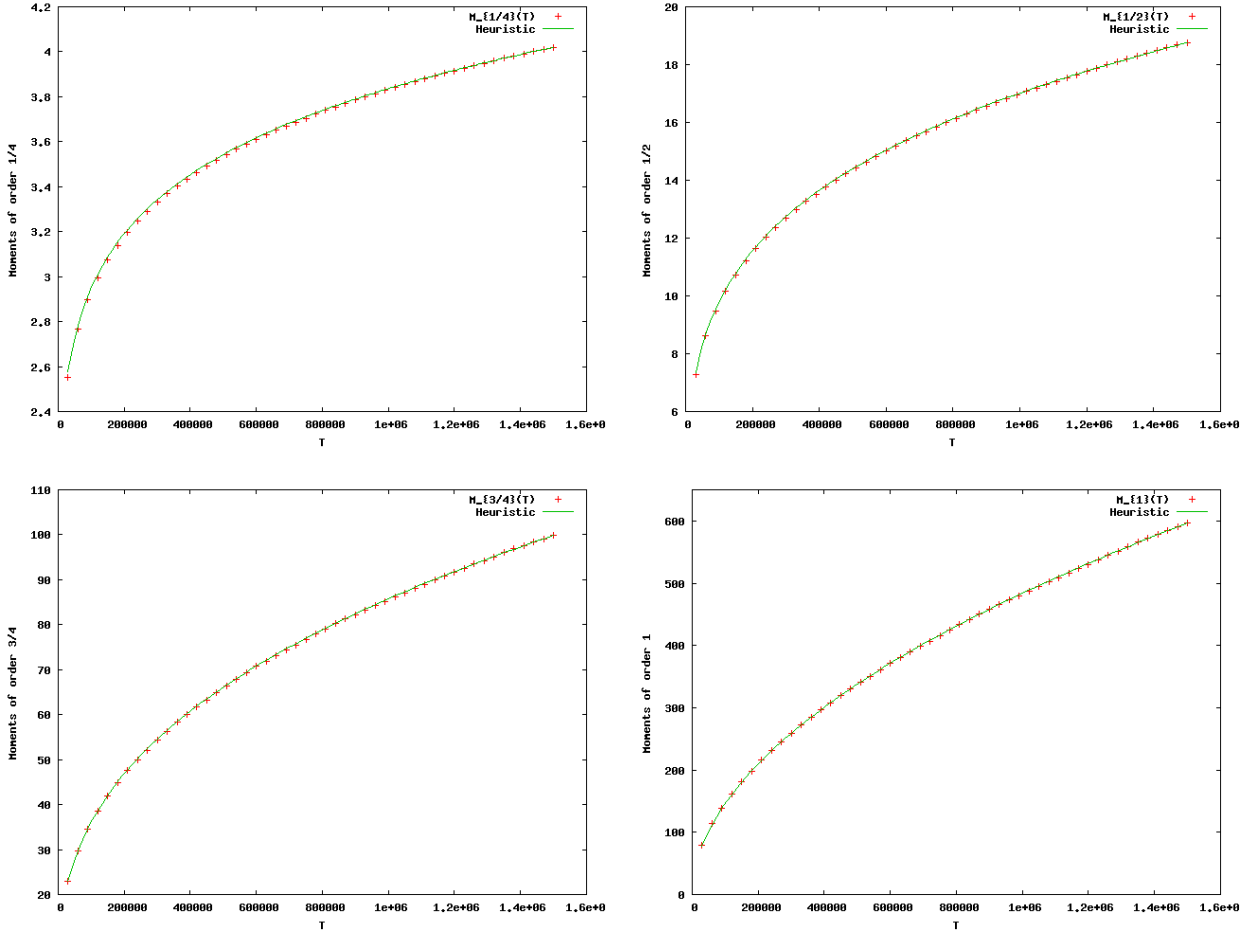 M_{1/4}(T)
Heuristic
4.2
4
3.8
3.6
3.4
3.2
3
2.8
2.6
2.4
Moments of order 1/4
0 200000 400000 600000 800000 1e+06 1.2e+06 1.4e+06 1.6e+0
T
M_{1/2}(T)
Heuristic
20
18
16
14
12
10
8
6
Moments of order 1/2
0 200000 400000 600000 800000 1e+06 1.2e+06 1.4e+06 1.6e+0
T
M_{3/4}(T)
Heuristic
110
100
90
80
70
60
50
40
30
20
Moments of order 3/4
0 200000 400000 600000 800000 1e+06 1.2e+06 1.4e+06 1.6e+0
T
M_{1}(T)
Heuristic
600
500
400
300
200
100
0
Moments of order 1
0 200000 400000 600000 800000 1e+06 1.2e+06 1.4e+06 1.6e+0
T